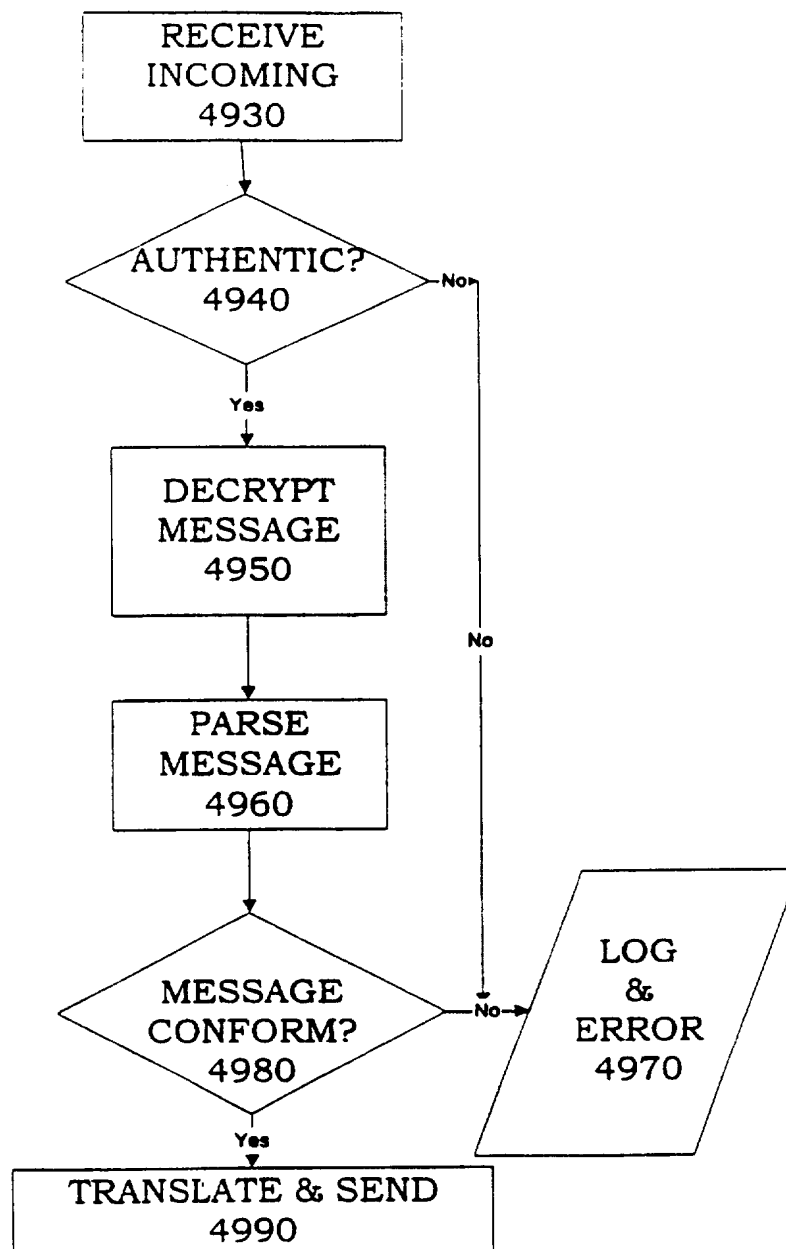 RECEIVE
INCOMING
4930
AUTHENTIC?
4940
No
Yes
DECRYPT
MESSAGE
4950
No
PARSE
MESSAGE
4960
MESSAGE
CONFORM?
4980
No
LOG
&
ERROR
4970
Yes
TRANSLATE & SEND
4990